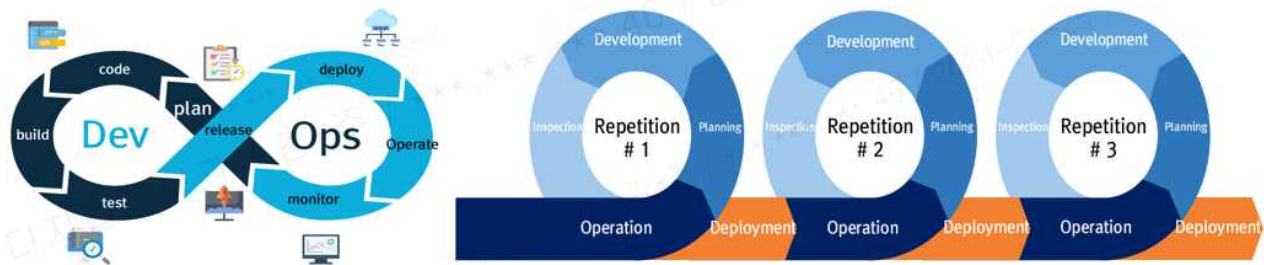 code
deploy
plan
build
Dev
release
Ops
Operate
test
monitor
Development
Inspection
Repetition
# 1
Planning
Operation
Deployment
Development
Inspection
Repetition
# 2
Planning
Operation
Deployment
Development
Inspection
Repetition
# 3
Planning
Operation
Deployment